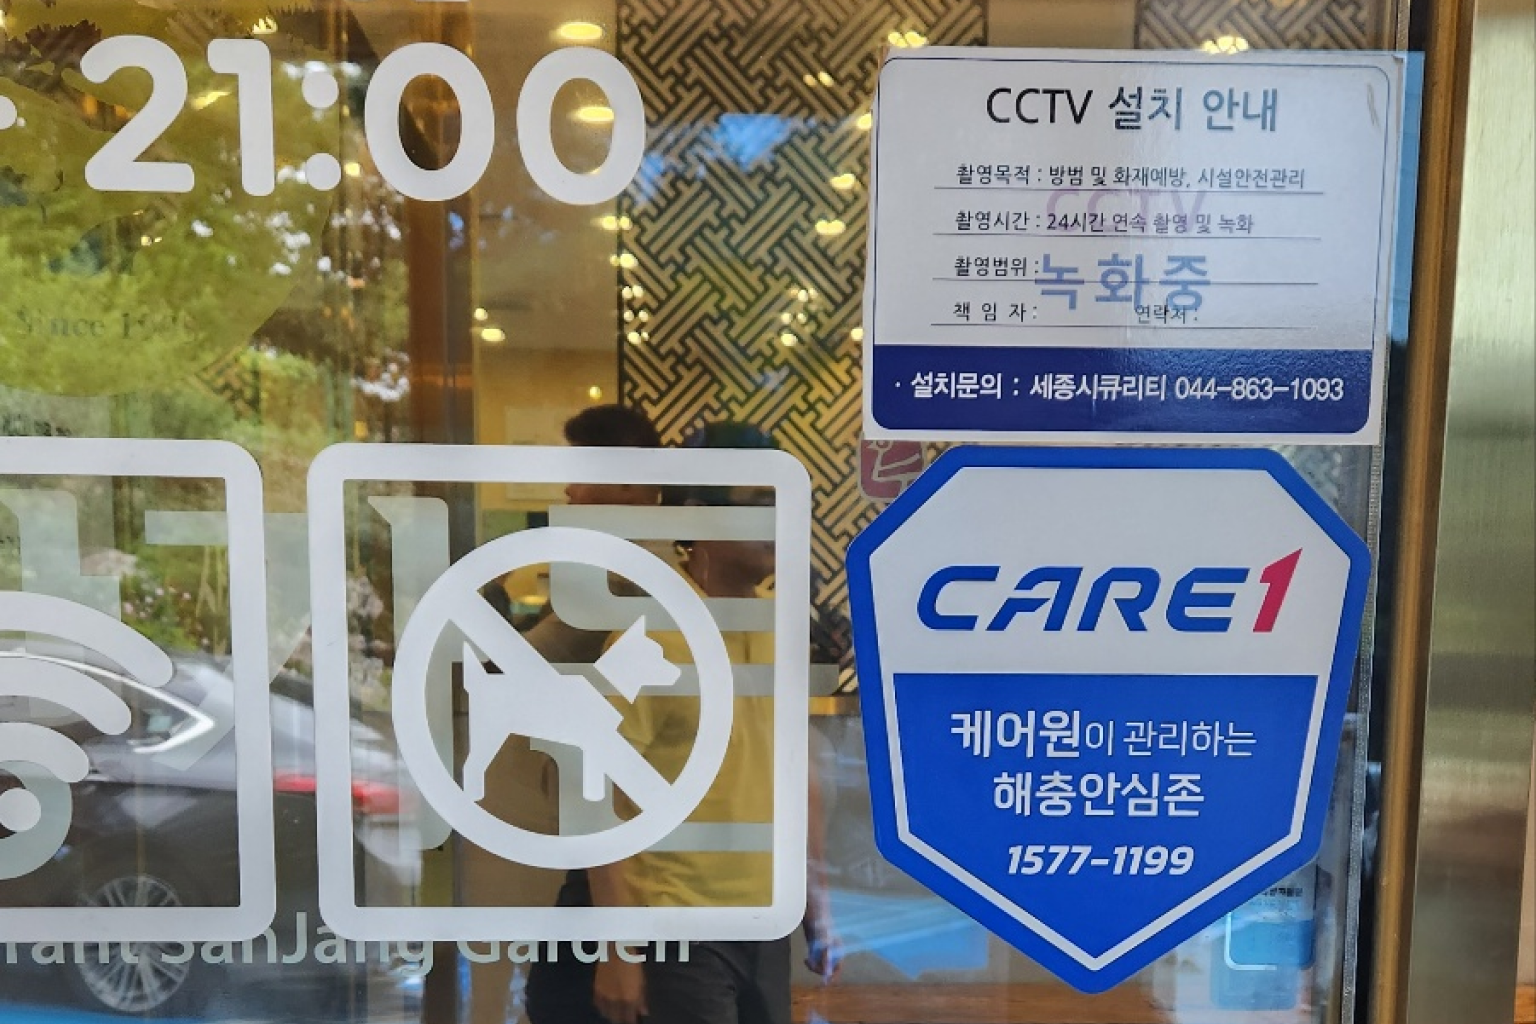 21:00
CCTV 설치 안내
촬영목적 : 방범 및 화재예방, 시설안전관리
촬영시간 : 24시간 연속 촬영 및 녹화
촬영범위 :
책 임 자 : 연락처 :
CCTV
녹화중
· 설치문의 : 세종시큐리티 044-863-1093
Since
CARE1
케어원이 관리하는
해충안심존
1577-1199
SanJang Garden